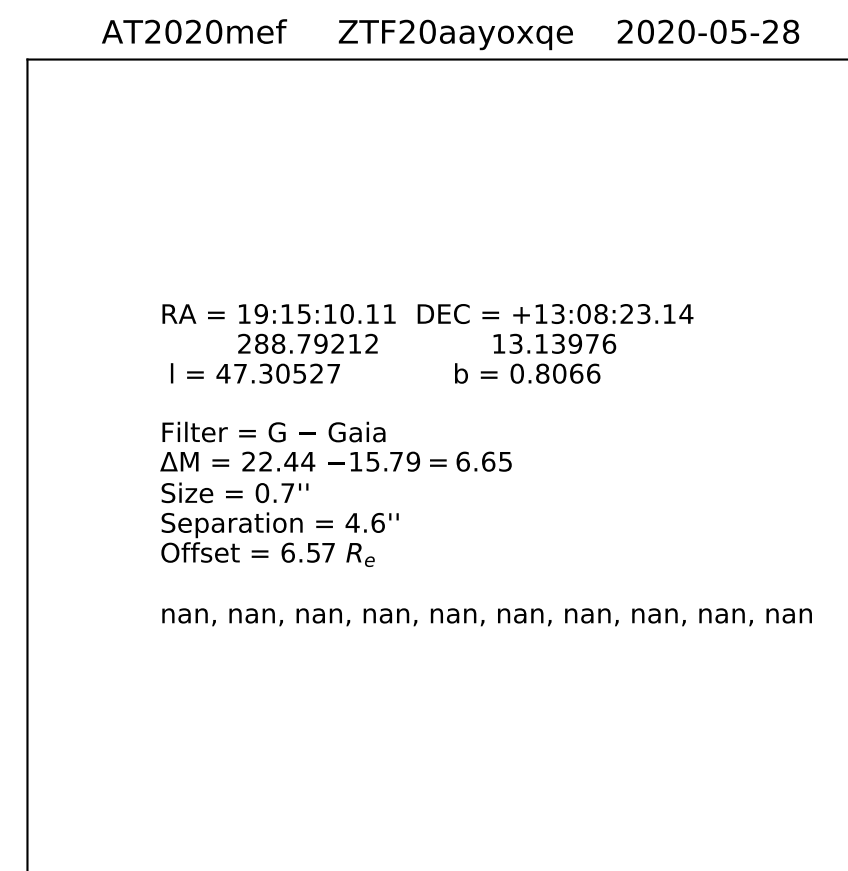 AT2020mef ZTF20aayoxqe 2020-05-28
RA = 19:15:10.11 DEC = +13:08:23.14
288.79212 13.13976
l = 47.30527 b = 0.8066
Filter = G − Gaia
ΔM = 22.44 −15.79 = 6.65
Size = 0.7''
Separation = 4.6''
Offset = 6.57 Rₑ
nan, nan, nan, nan, nan, nan, nan, nan, nan, nan